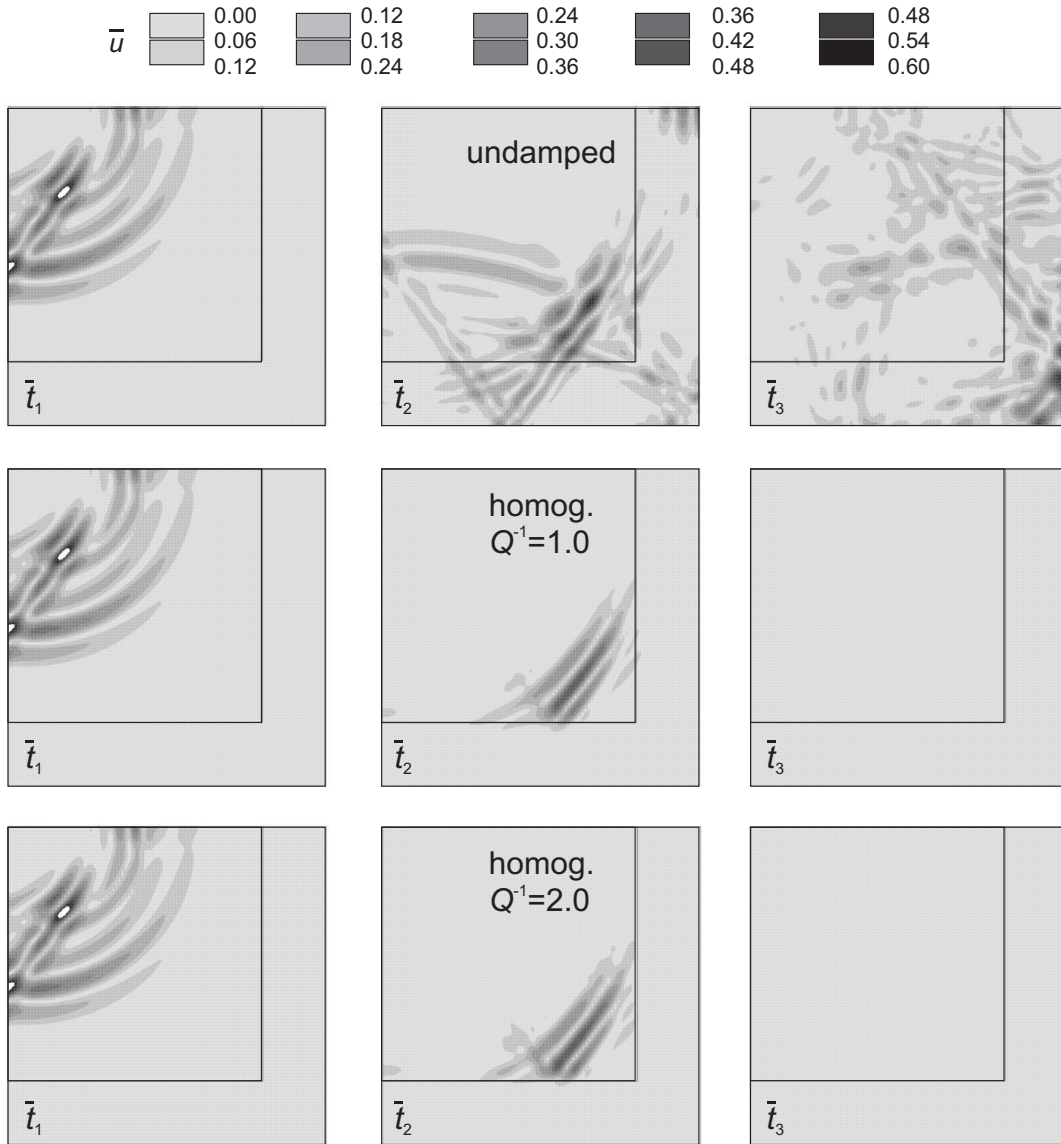 u̅
0.00 0.12 0.24 0.36 0.48
0.06 0.18 0.30 0.42 0.54
0.12 0.24 0.36 0.48 0.60
undamped
t̅₁ t̅₂ t̅₃
homog.
Q⁻¹=1.0
t̅₁ t̅₂ t̅₃
homog.
Q⁻¹=2.0
t̅₁ t̅₂ t̅₃